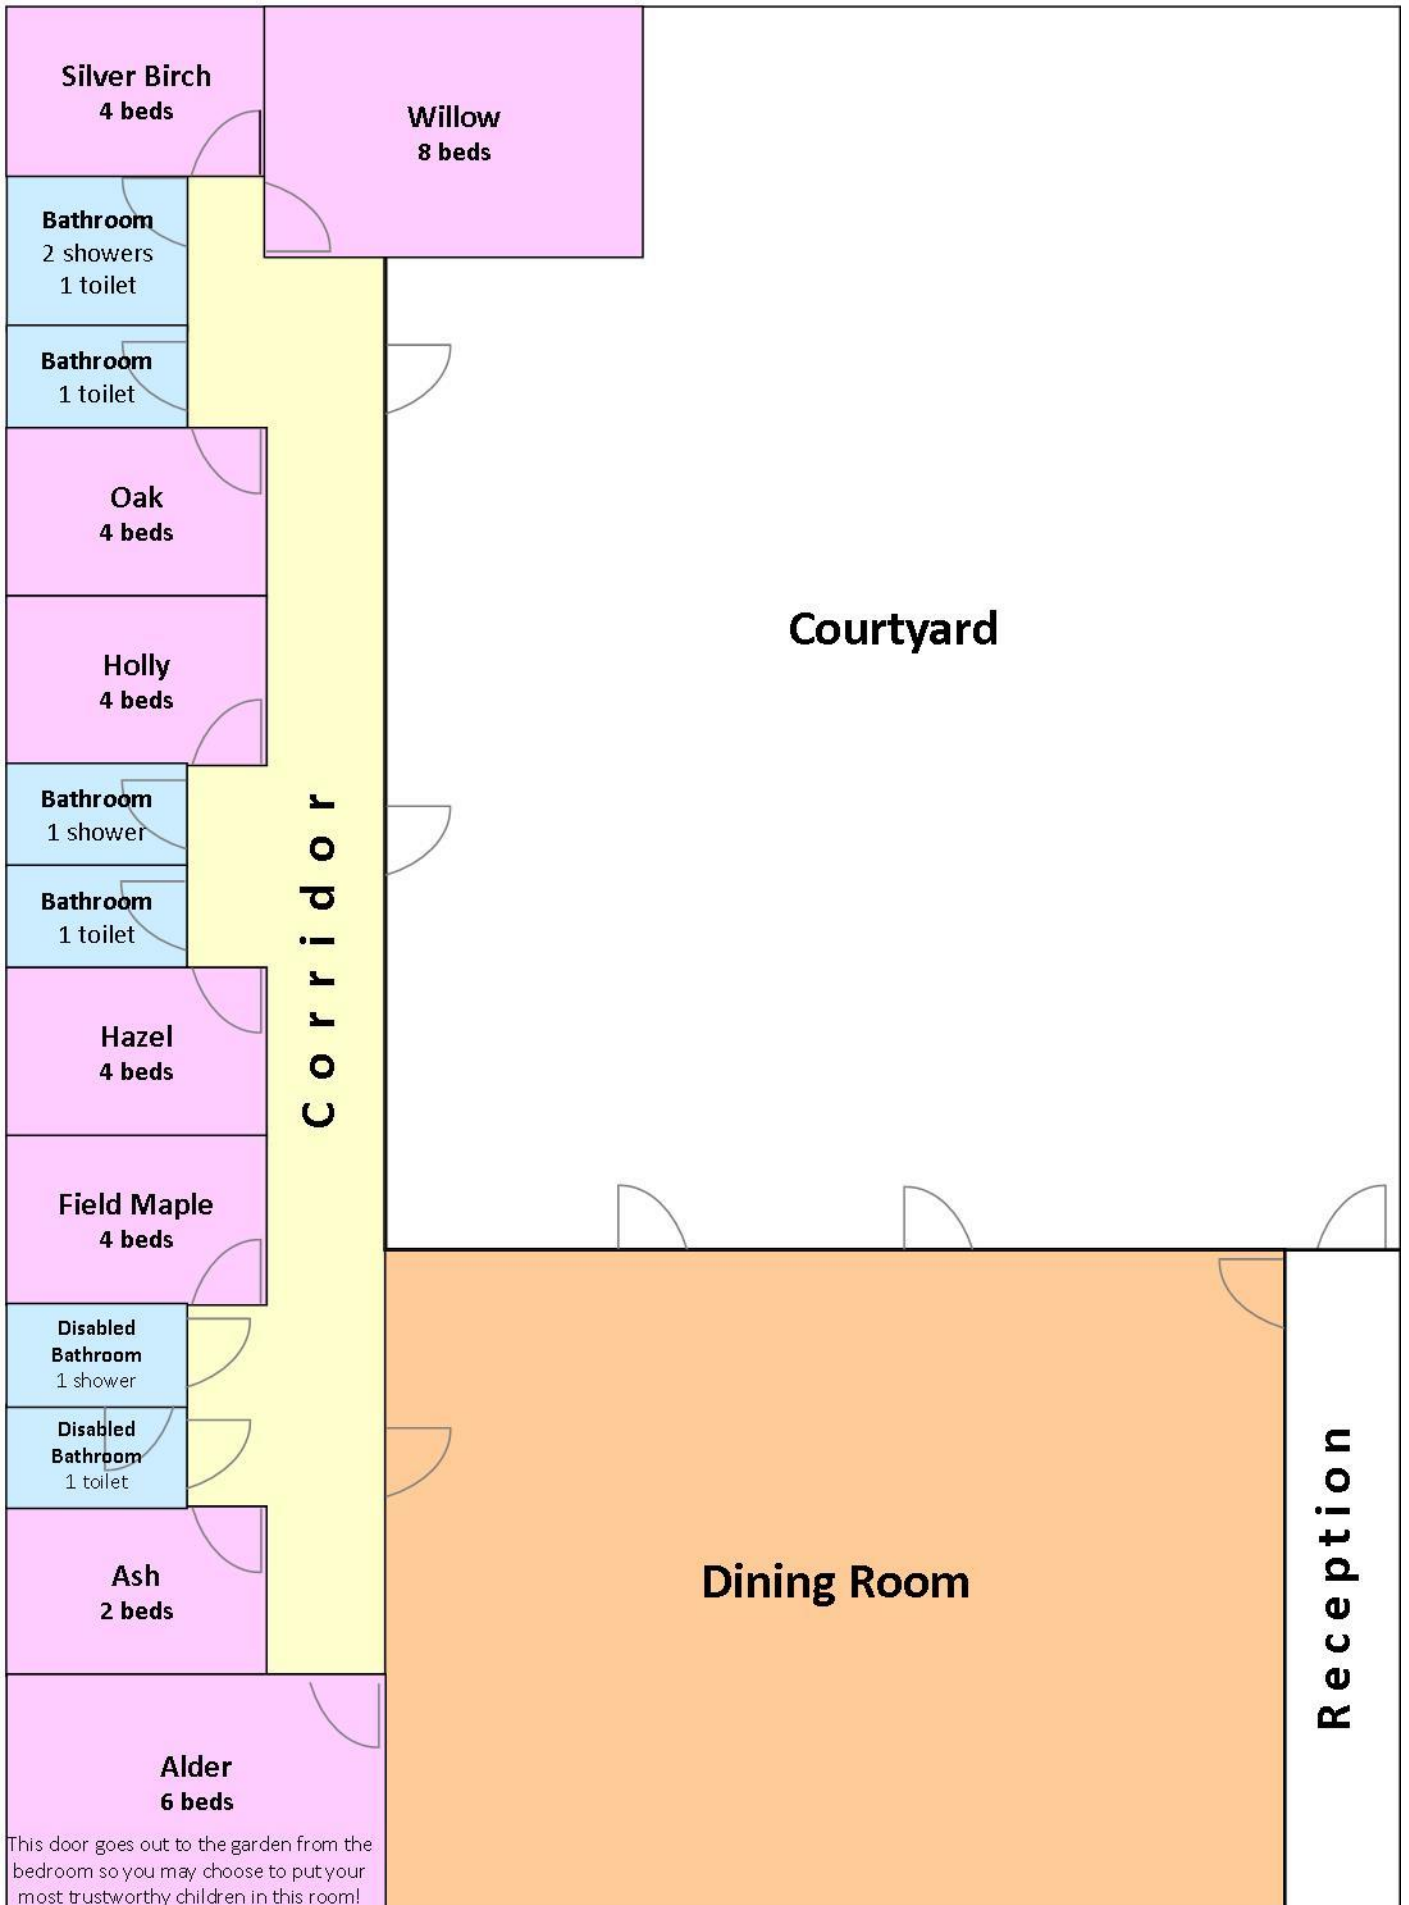 Silver Birch
4 beds
Willow
8 beds
Bathroom
2 showers
1 toilet
Bathroom
1 toilet
Oak
4 beds
Courtyard
Holly
4 beds
Bathroom
1 shower
Corridor
Bathroom
1 toilet
Hazel
4 beds
Field Maple
4 beds
Disabled
Bathroom
1 shower
Disabled
Bathroom
1 toilet
Ash
2 beds
Dining Room
Reception
Alder
6 beds
This door goes out to the garden from the
bedroom so you may choose to put your
most trustworthy children in this room!